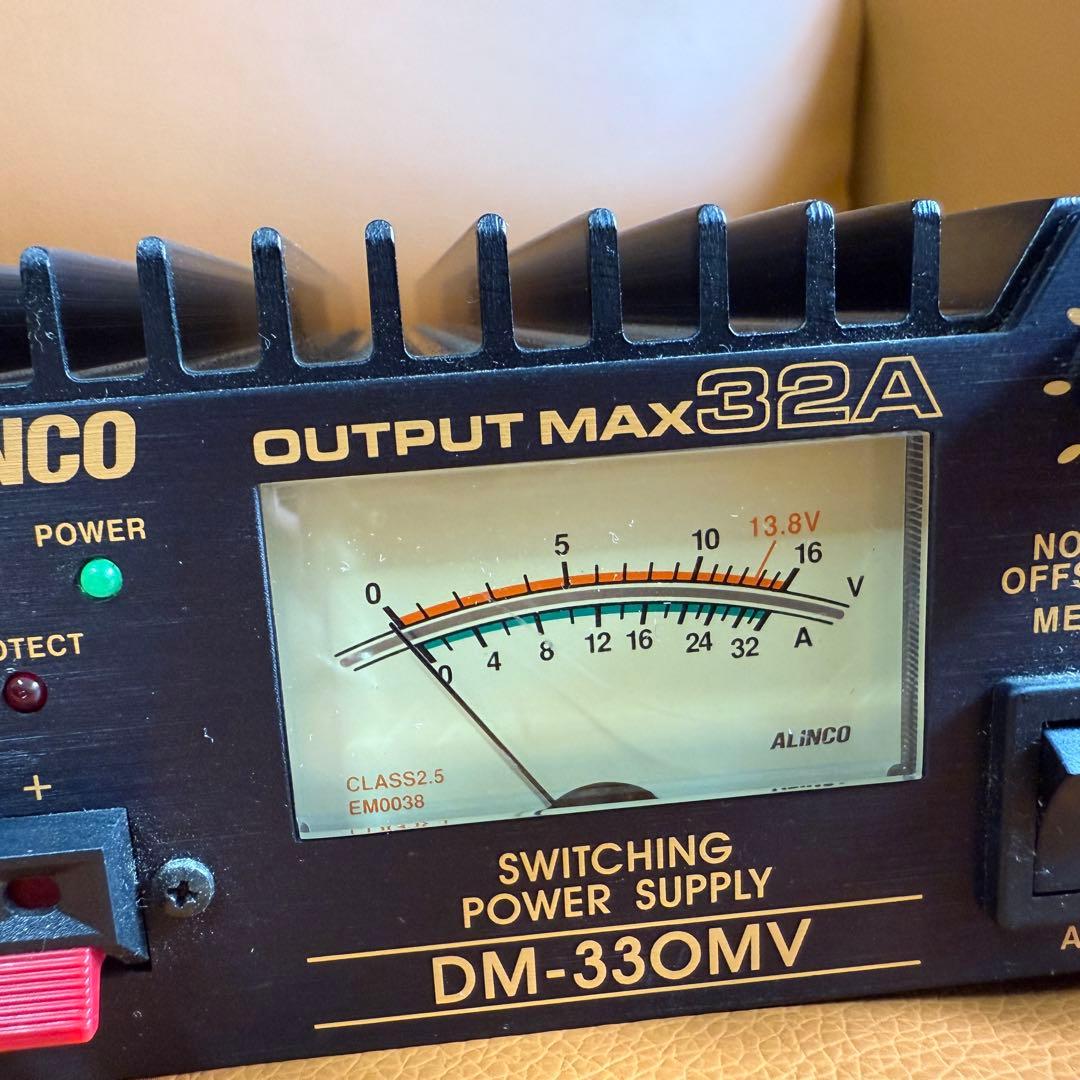 OUTPUT MAX 32A
NCO
POWER
OTECT
+
0 5 10 13.8V 16 V
0 4 8 12 16 24 32 A
ALINCO
CLASS2.5
EM0038
SWITCHING
POWER SUPPLY
DM-330MV
NO
OFFS
ME
A